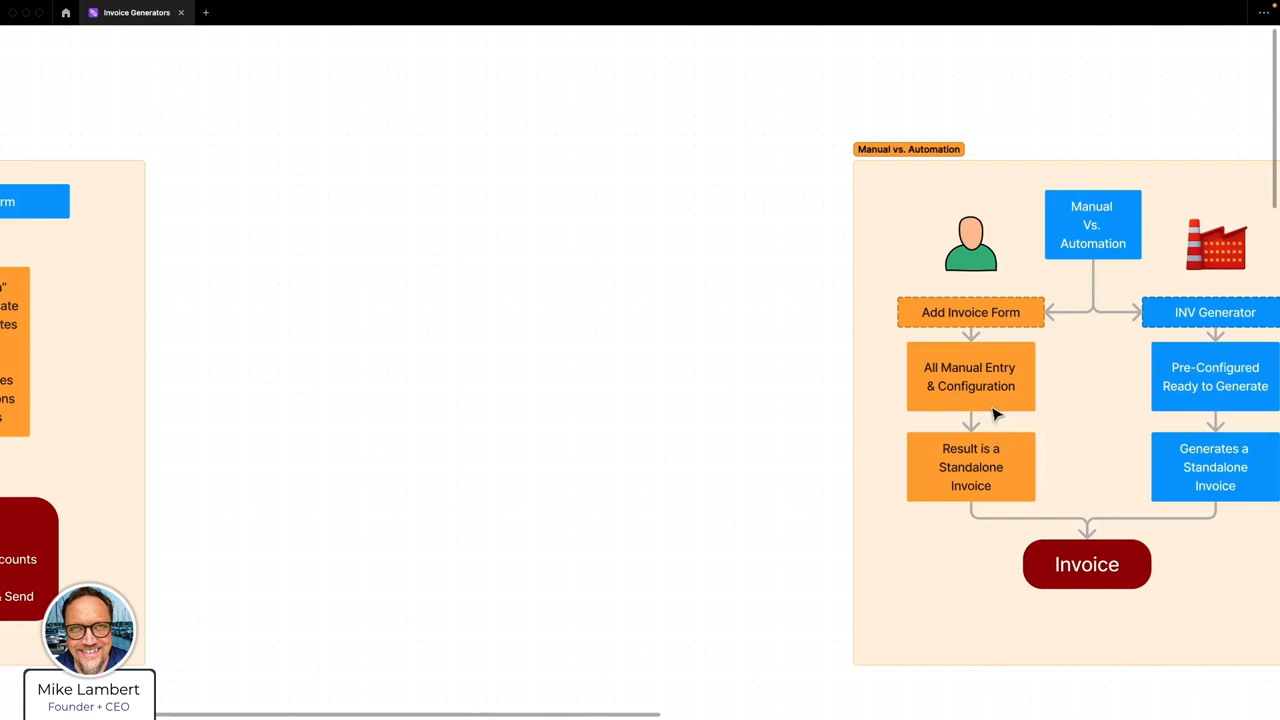 Invoice Generators
rm
”
ate
tes
es
ons
s
counts
& Send
Mike Lambert
Founder + CEO
Manual vs. Automation
Manual
Vs.
Automation
Add Invoice Form
INV Generator
All Manual Entry
& Configuration
Pre-Configured
Ready to Generate
Result is a
Standalone
Invoice
Generates a
Standalone
Invoice
Invoice